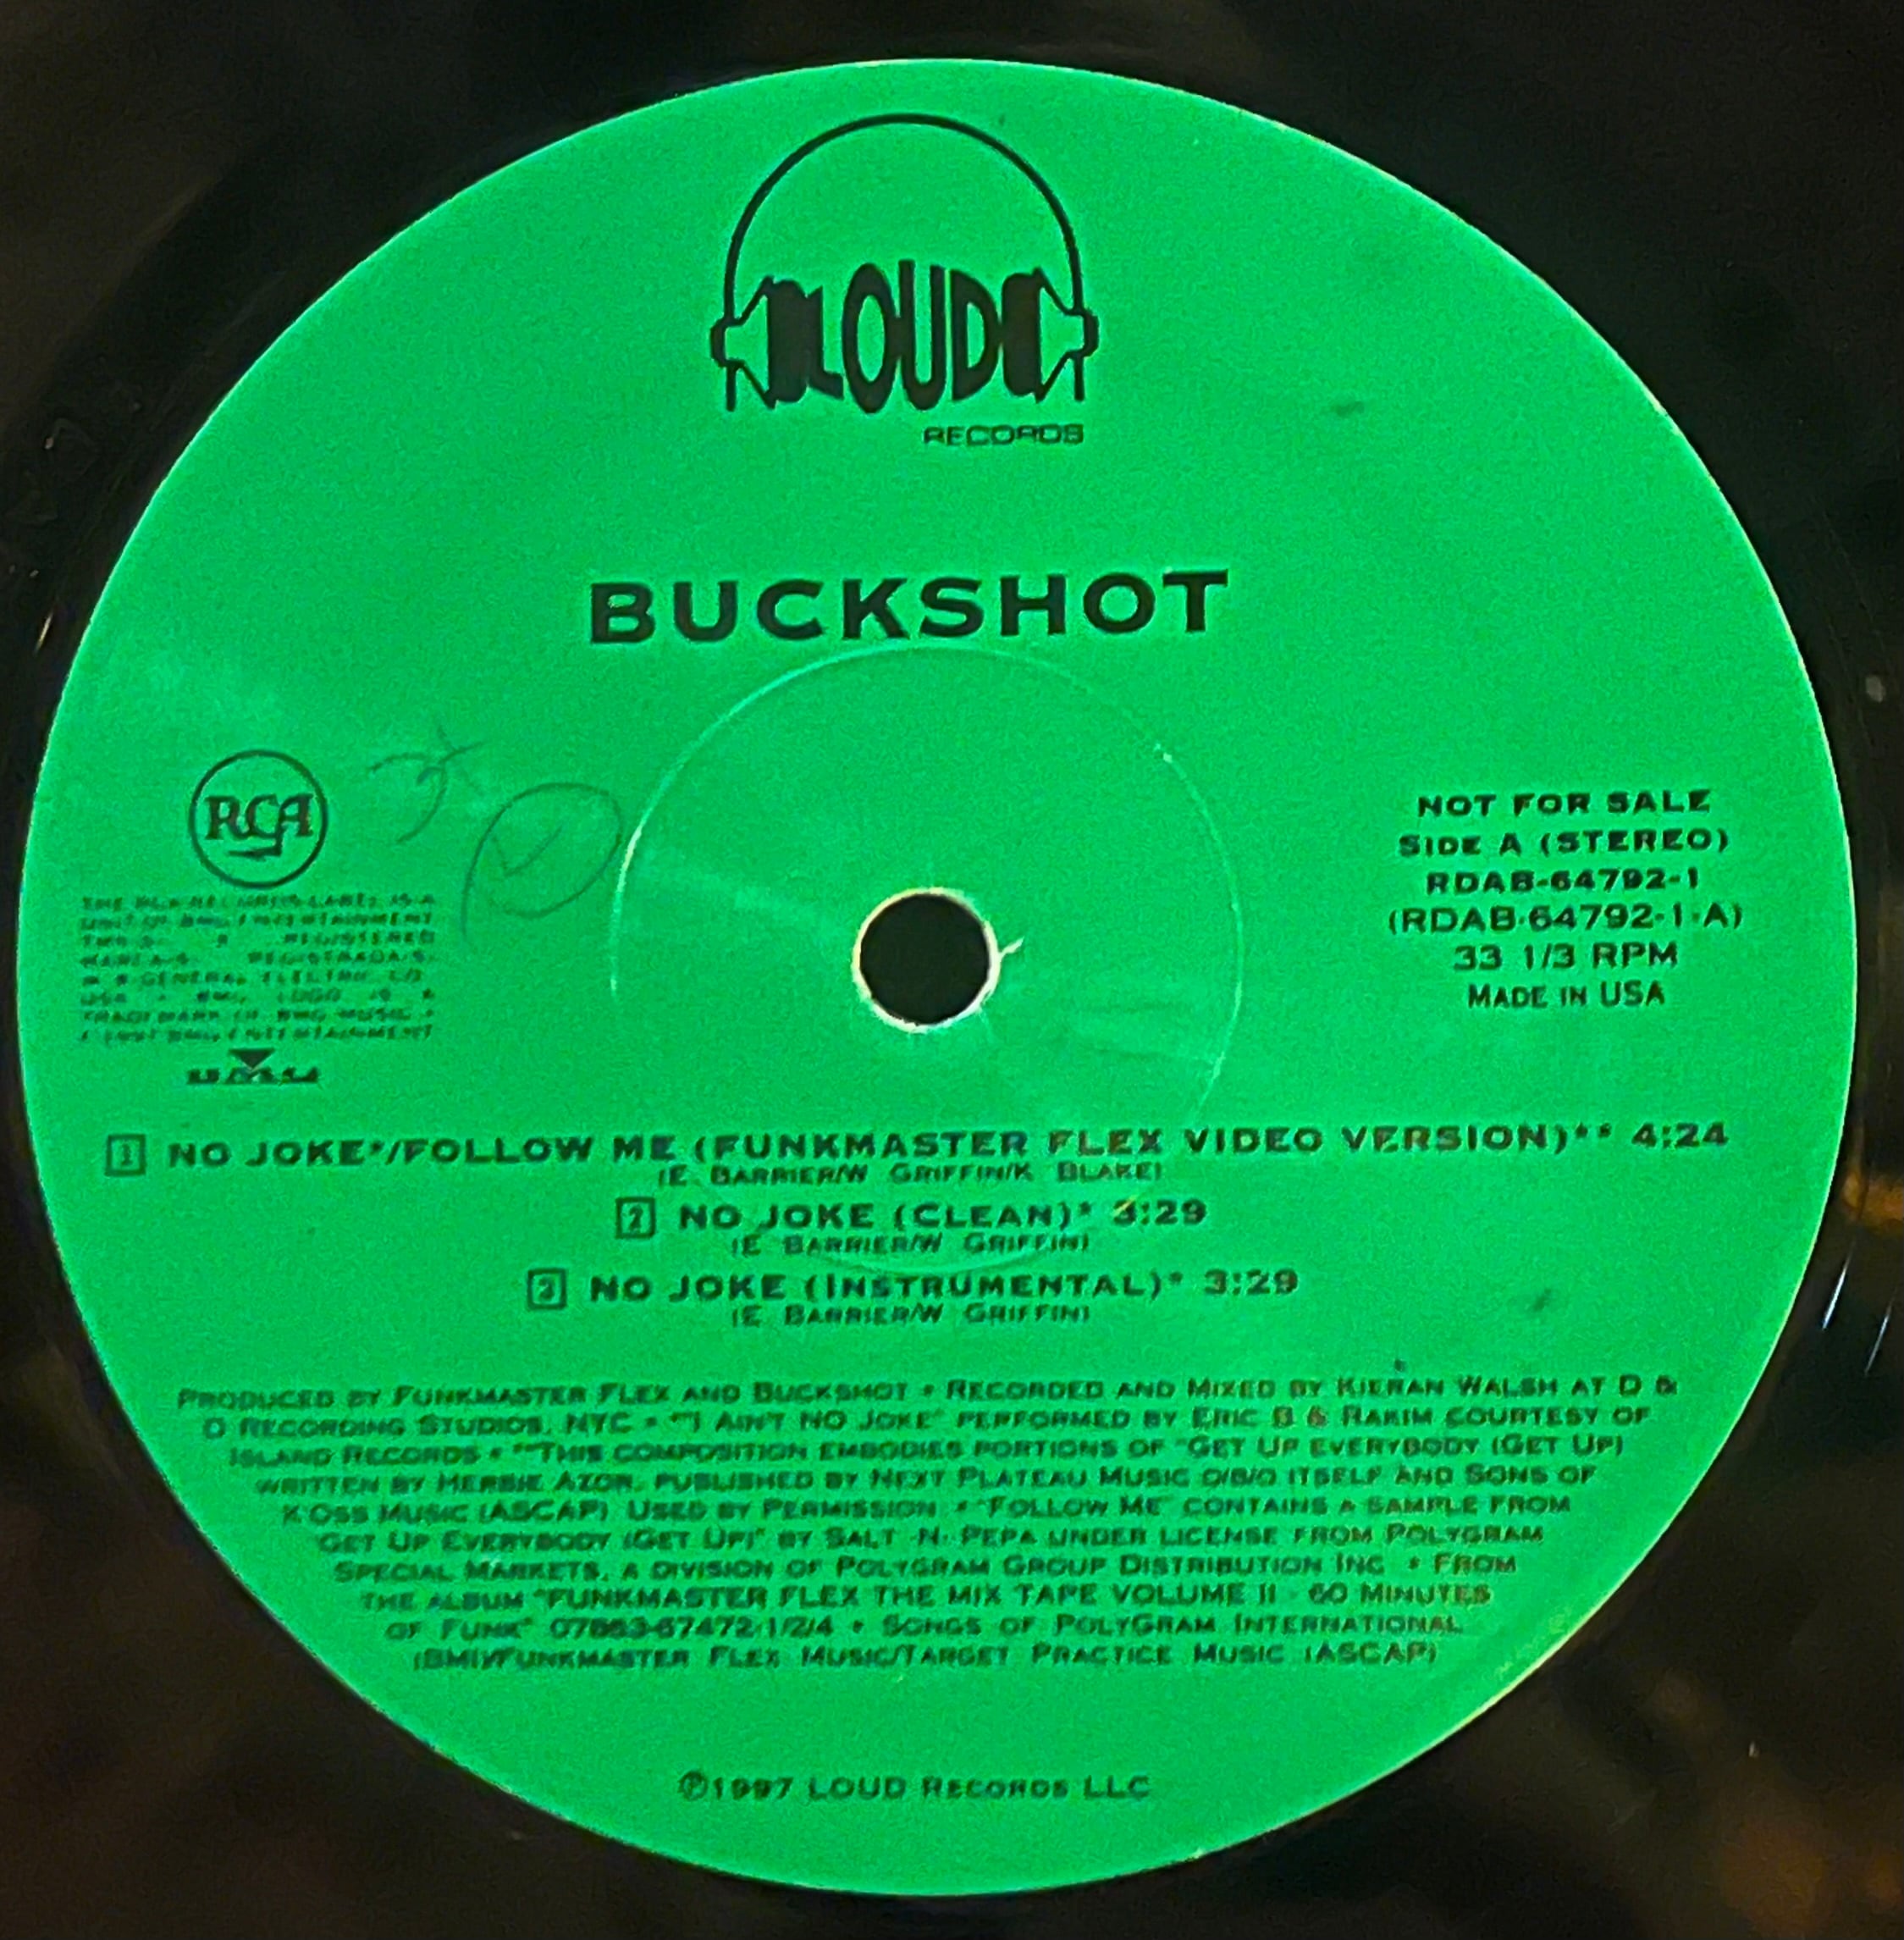 LOUD
RECORDS
BUCKSHOT
RCA
NOT FOR SALE
SIDE A (STEREO)
RDAB-64792-1
(RDAB-64792-1-A)
33 1/3 RPM
MADE IN USA
1 NO JOKE*/FOLLOW ME (FUNKMASTER FLEX VIDEO VERSION)** 4:24
(E. BARRIER/W. GRIFFIN/K. BLAKE)
2 NO JOKE (CLEAN)* 3:29
(E. BARRIER/W. GRIFFIN)
3 NO JOKE (INSTRUMENTAL)* 3:29
(E. BARRIER/W. GRIFFIN)
PRODUCED BY FUNKMASTER FLEX AND BUCKSHOT • RECORDED AND MIXED BY KIERAN WALSH AT D &
D RECORDING STUDIOS, NYC • *"I AIN'T NO JOKE" PERFORMED BY ERIC B & RAKIM COURTESY OF
ISLAND RECORDS • **THIS COMPOSITION EMBODIES PORTIONS OF "GET UP EVERYBODY (GET UP)
WRITTEN BY HERBIE AZOR, PUBLISHED BY NEXT PLATEAU MUSIC O/B/O ITSELF AND SONS OF
K'OSS MUSIC (ASCAP) USED BY PERMISSION • "FOLLOW ME" CONTAINS A SAMPLE FROM
"GET UP EVERYBODY (GET UP)" BY SALT -N- PEPA UNDER LICENSE FROM POLYGRAM
SPECIAL MARKETS, A DIVISION OF POLYGRAM GROUP DISTRIBUTION INC. • FROM
THE ALBUM "FUNKMASTER FLEX THE MIX TAPE VOLUME II - 60 MINUTES
OF FUNK" 07863-67472-1/2/4 • SONGS OF POLYGRAM INTERNATIONAL
(BMI)/FUNKMASTER FLEX MUSIC/TARGET PRACTICE MUSIC (ASCAP)
℗1997 LOUD RECORDS LLC